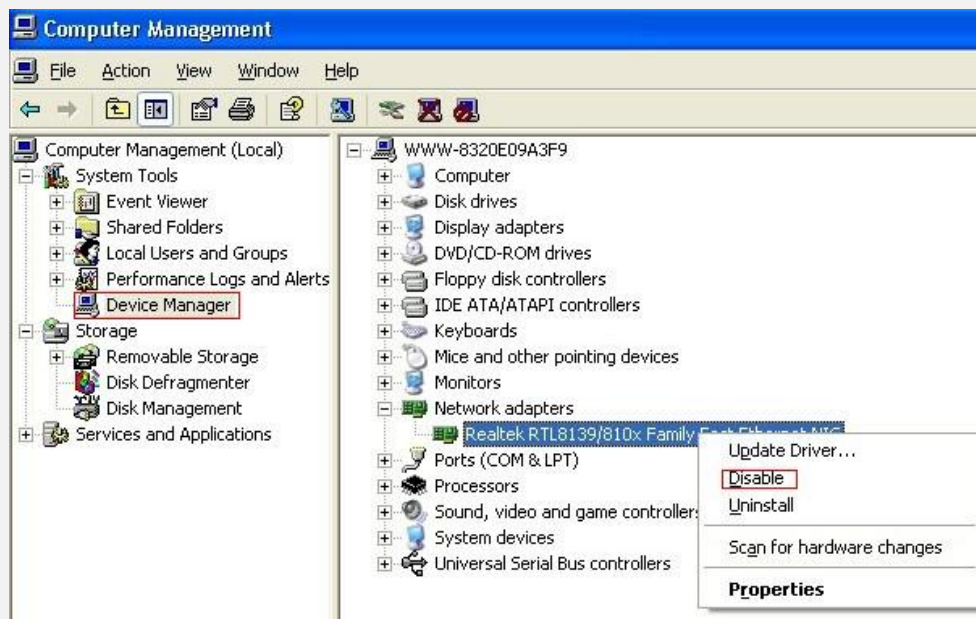 Computer Management
File Action View Window Help
Computer Management (Local)
System Tools
Event Viewer
Shared Folders
Local Users and Groups
Performance Logs and Alerts
Device Manager
Storage
Removable Storage
Disk Defragmenter
Disk Management
Services and Applications
WWW-8320E09A3F9
Computer
Disk drives
Display adapters
DVD/CD-ROM drives
Floppy disk controllers
IDE ATA/ATAPI controllers
Keyboards
Mice and other pointing devices
Monitors
Network adapters
Realtek RTL8139/810x Family Fast Ethernet NIC
Ports (COM & LPT)
Processors
Sound, video and game controllers
System devices
Universal Serial Bus controllers
Update Driver...
Disable
Uninstall
Scan for hardware changes
Properties